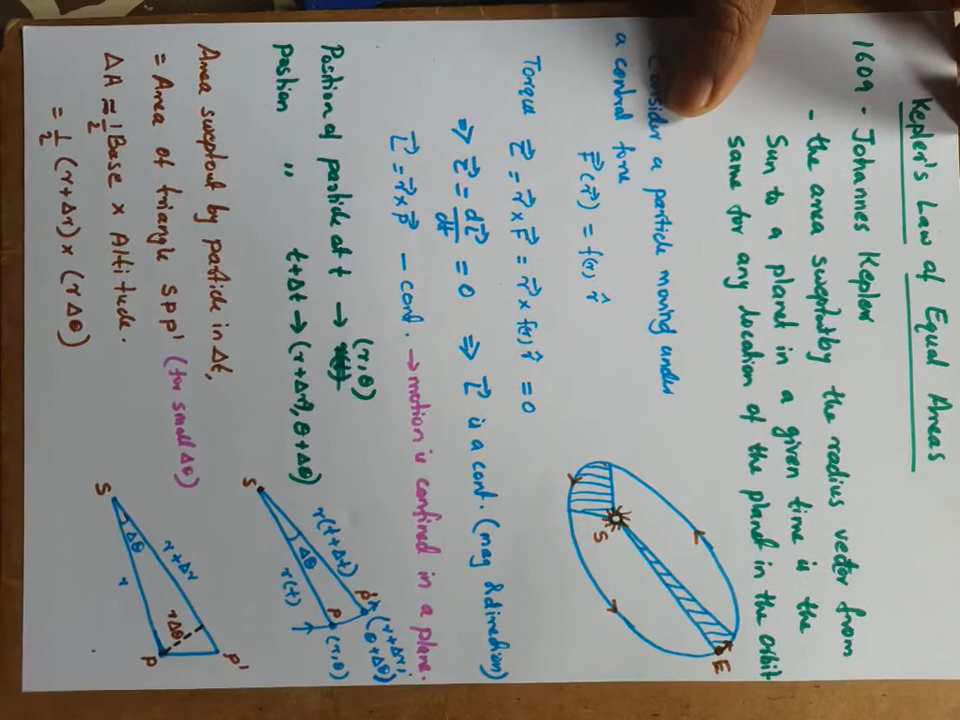 Kepler's Law of Equal Areas
1609 - Johannes Kepler
- the area sweptby the radius vector from
Sun to a planet in a given time is the
same for any location of the planet in the orbit
Consider a particle moving under
a central force
F⃗(r⃗) = f(r) r̂
Torque τ⃗ = r⃗ × F⃗ = r⃗ × f(r) r̂ = 0
⇒ τ⃗ = dL⃗/dt = 0 ⇒ L⃗ is a const. (mag & direction)
L⃗ = r⃗ × p⃗ - const. → motion is confined in a plane.
Position of particle at t → (r, θ)
position " t+Δt → (r+Δr, θ+Δθ)
Area sweptout by particle in Δt,
= Area of triangle SPP' (for small Δθ)
ΔA ≈ 1/2 Base × Altitude.
= 1/2 (r+Δr) × (rΔθ)
S
E
S
r(t+Δt)
Δθ
r(t)
P'
(r+Δr, θ+Δθ)
P
(r,θ)
S
Δθ
r+Δr
r
rΔθ
P
P'